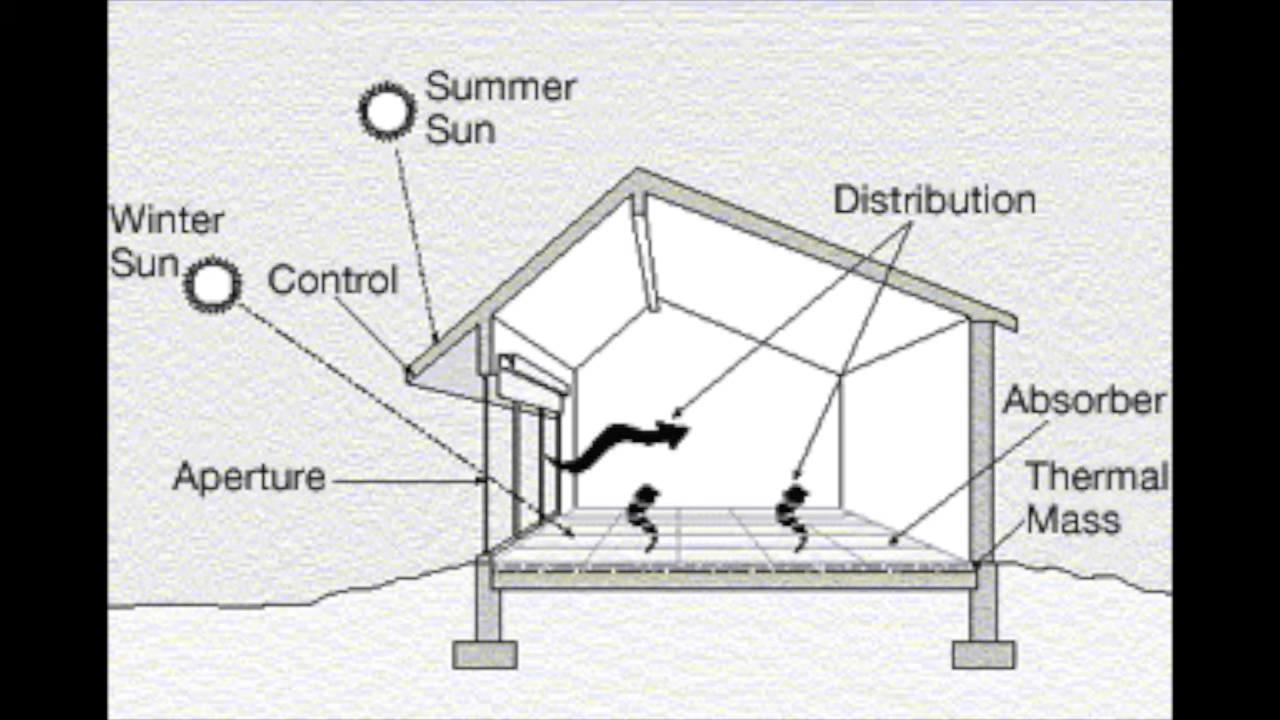 Summer
Sun
Winter
Sun
Control
Distribution
Absorber
Aperture
Thermal
Mass